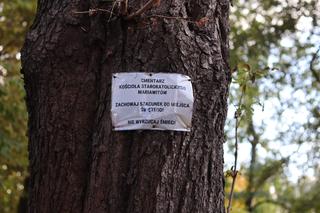 CMENTARZ
KOŚCIOŁA STAROKATOLICKIEGO
MARIAWITÓW
ZACHOWAJ SZACUNEK DO MIEJSCA
NIE WYRZUCAJ ŚMIECI